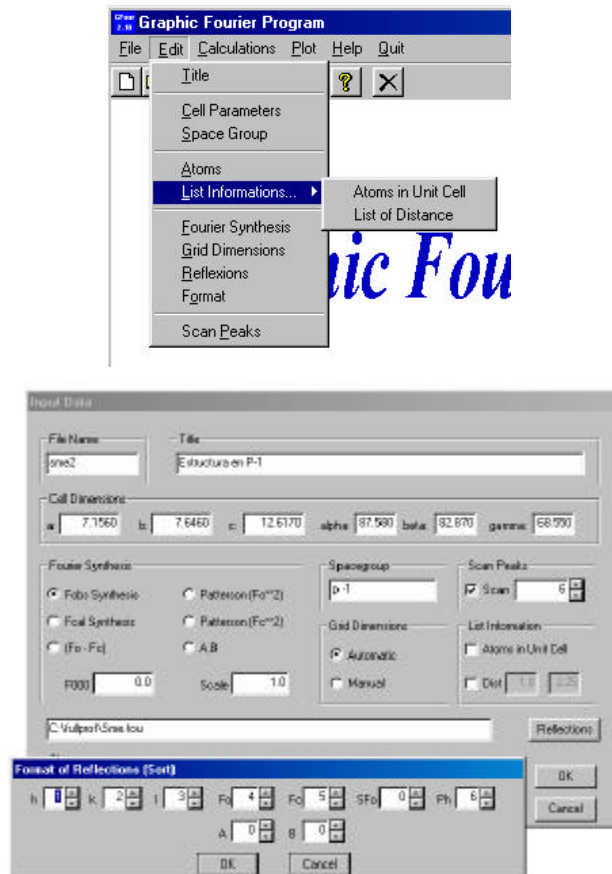 GFour 2.10 Graphic Fourier Program
File Edit Calculations Plot Help Quit
Title
Cell Parameters
Space Group
Atoms
List Informations...
Atoms in Unit Cell
List of Distance
Fourier Synthesis
Grid Dimensions
Reflexions
Format
Scan Peaks
hic Fou
Input Data
File Name Title
sme2 Estructura en P-1
Cell Dimensions
a: 7.1560 b: 7.6460 c: 12.6170 alpha: 87.580 beta: 82.870 gamma: 68.550
Fourier Synthesis Spacegroup Scan Peaks
Fobs Synthesis Patterson (Fo**2) p -1 Scan 6
Fcal Synthesis Patterson (Fc**2) Grid Dimensions List Information
(Fo - Fc) A,B Automatic Atoms in Unit Cell
F000 0.0 Scale 1.0 Manual Dist 1.0
Reflections
Format of Reflections (Sort)
h 1 k 2 l 3 Fo 4 Fc 5 SFo 0 Ph 6
A 0 B 0
OK Cancel
OK
Cancel